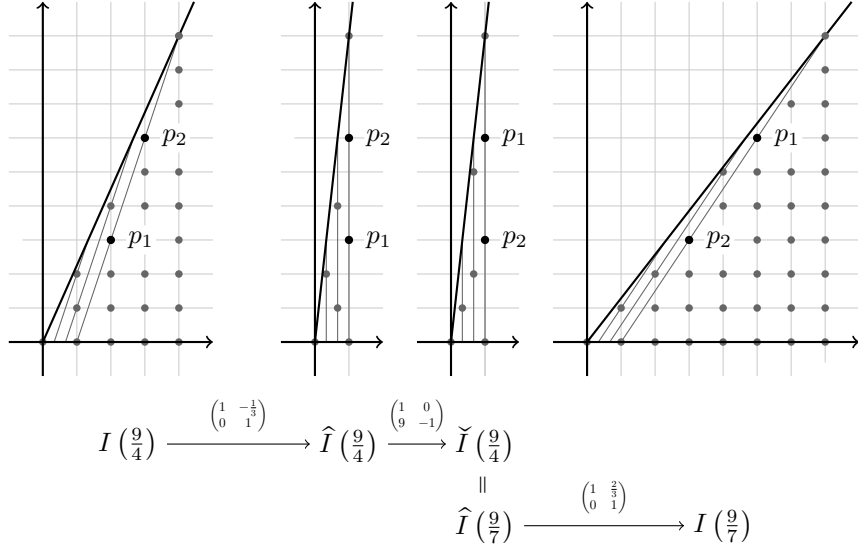 p₂
p₁
p₂
p₁
p₁
p₂
p₁
p₂
I(9/4) —(1 -1/3; 0 1)→ Î(9/4) —(1 0; 9 -1)→ Ǐ(9/4)
=
Î(9/7) —(1 2/3; 0 1)→ I(9/7)